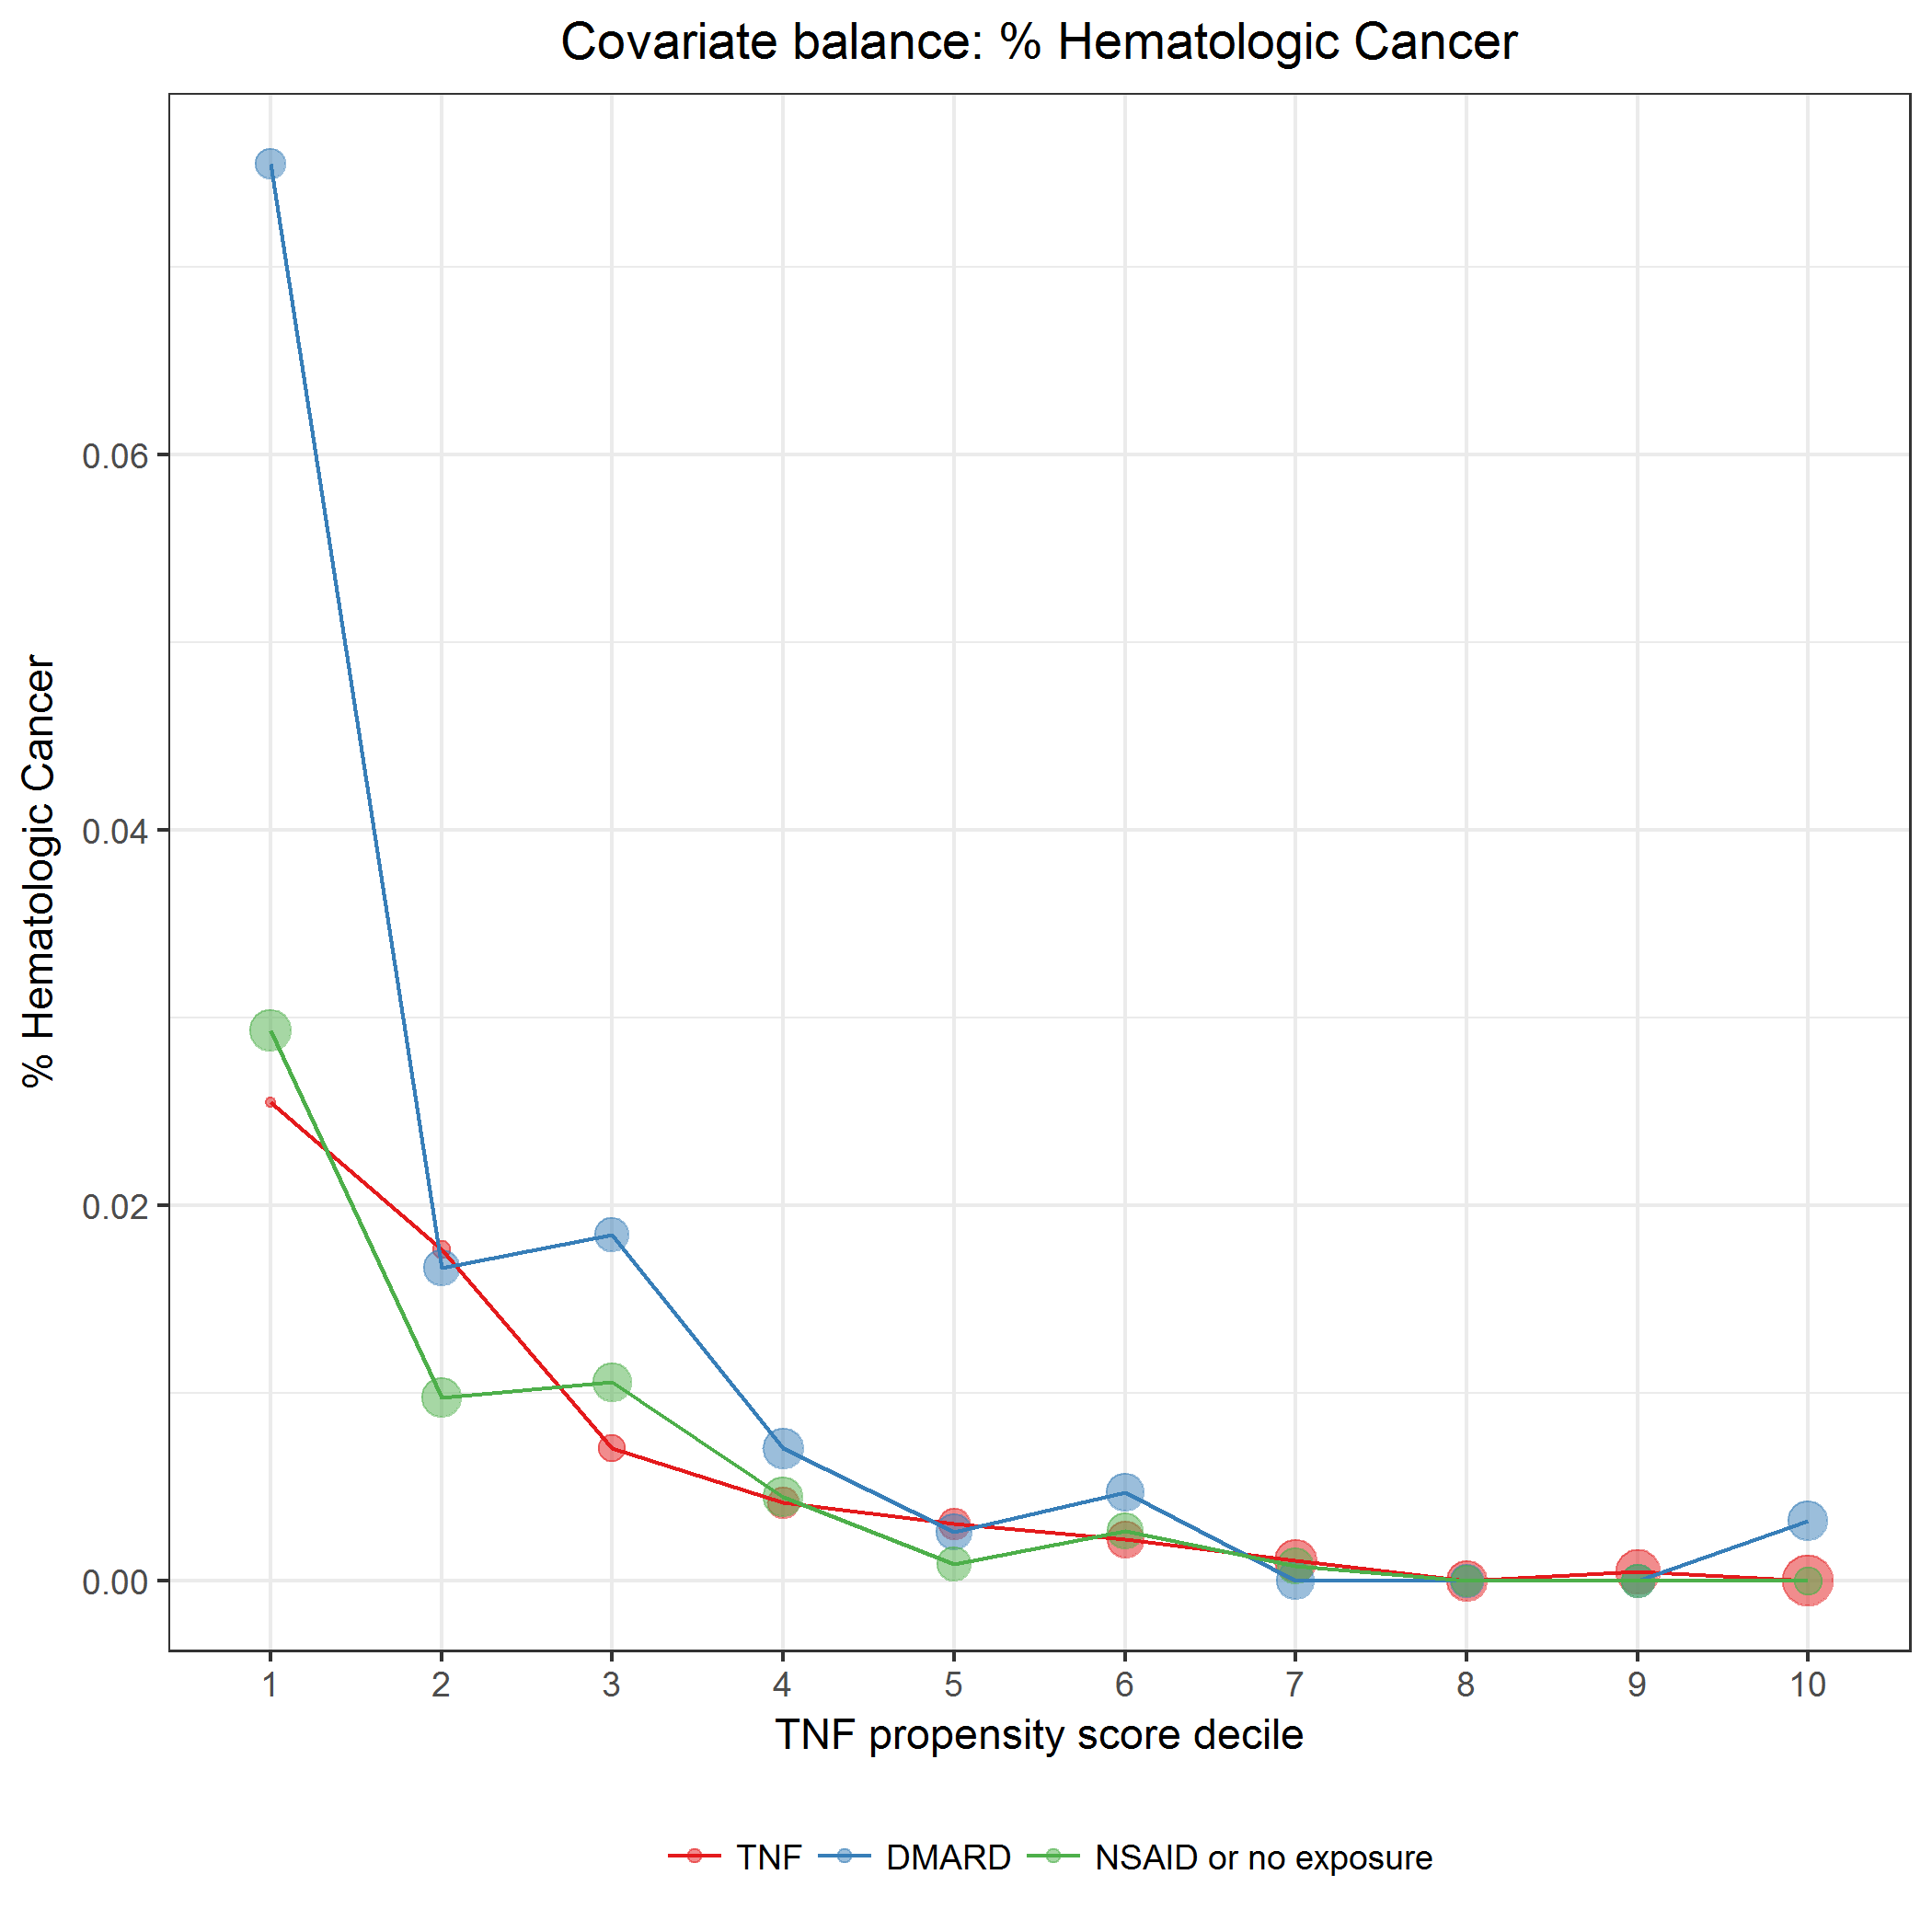 Covariate balance: % Hematologic Cancer
% Hematologic Cancer
0.06
0.04
0.02
0.00
1 2 3 4 5 6 7 8 9 10
TNF propensity score decile
TNF DMARD NSAID or no exposure